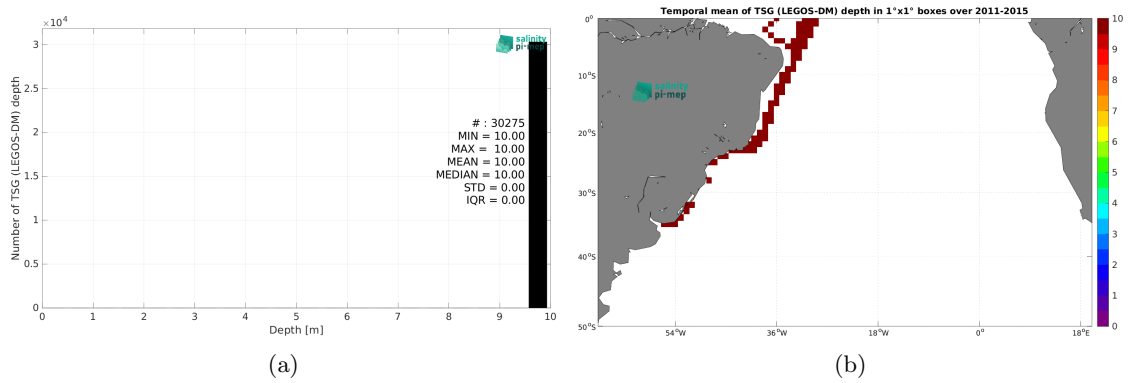 ×10⁴
3
2.5
2
1.5
1
0.5
0
Number of TSG (LEGOS-DM) depth
salinity
pi-mep
# : 30275
MIN = 10.00
MAX = 10.00
MEAN = 10.00
MEDIAN = 10.00
STD = 0.00
IQR = 0.00
0 1 2 3 4 5 6 7 8 9 10
Depth [m]
(a)
Temporal mean of TSG (LEGOS-DM) depth in 1°x1° boxes over 2011-2015
salinity
pi-mep
10°S
20°S
30°S
40°S
50°S
54°W 36°W 18°W 0° 18°E
10
9
8
7
6
5
4
3
2
1
0
(b)